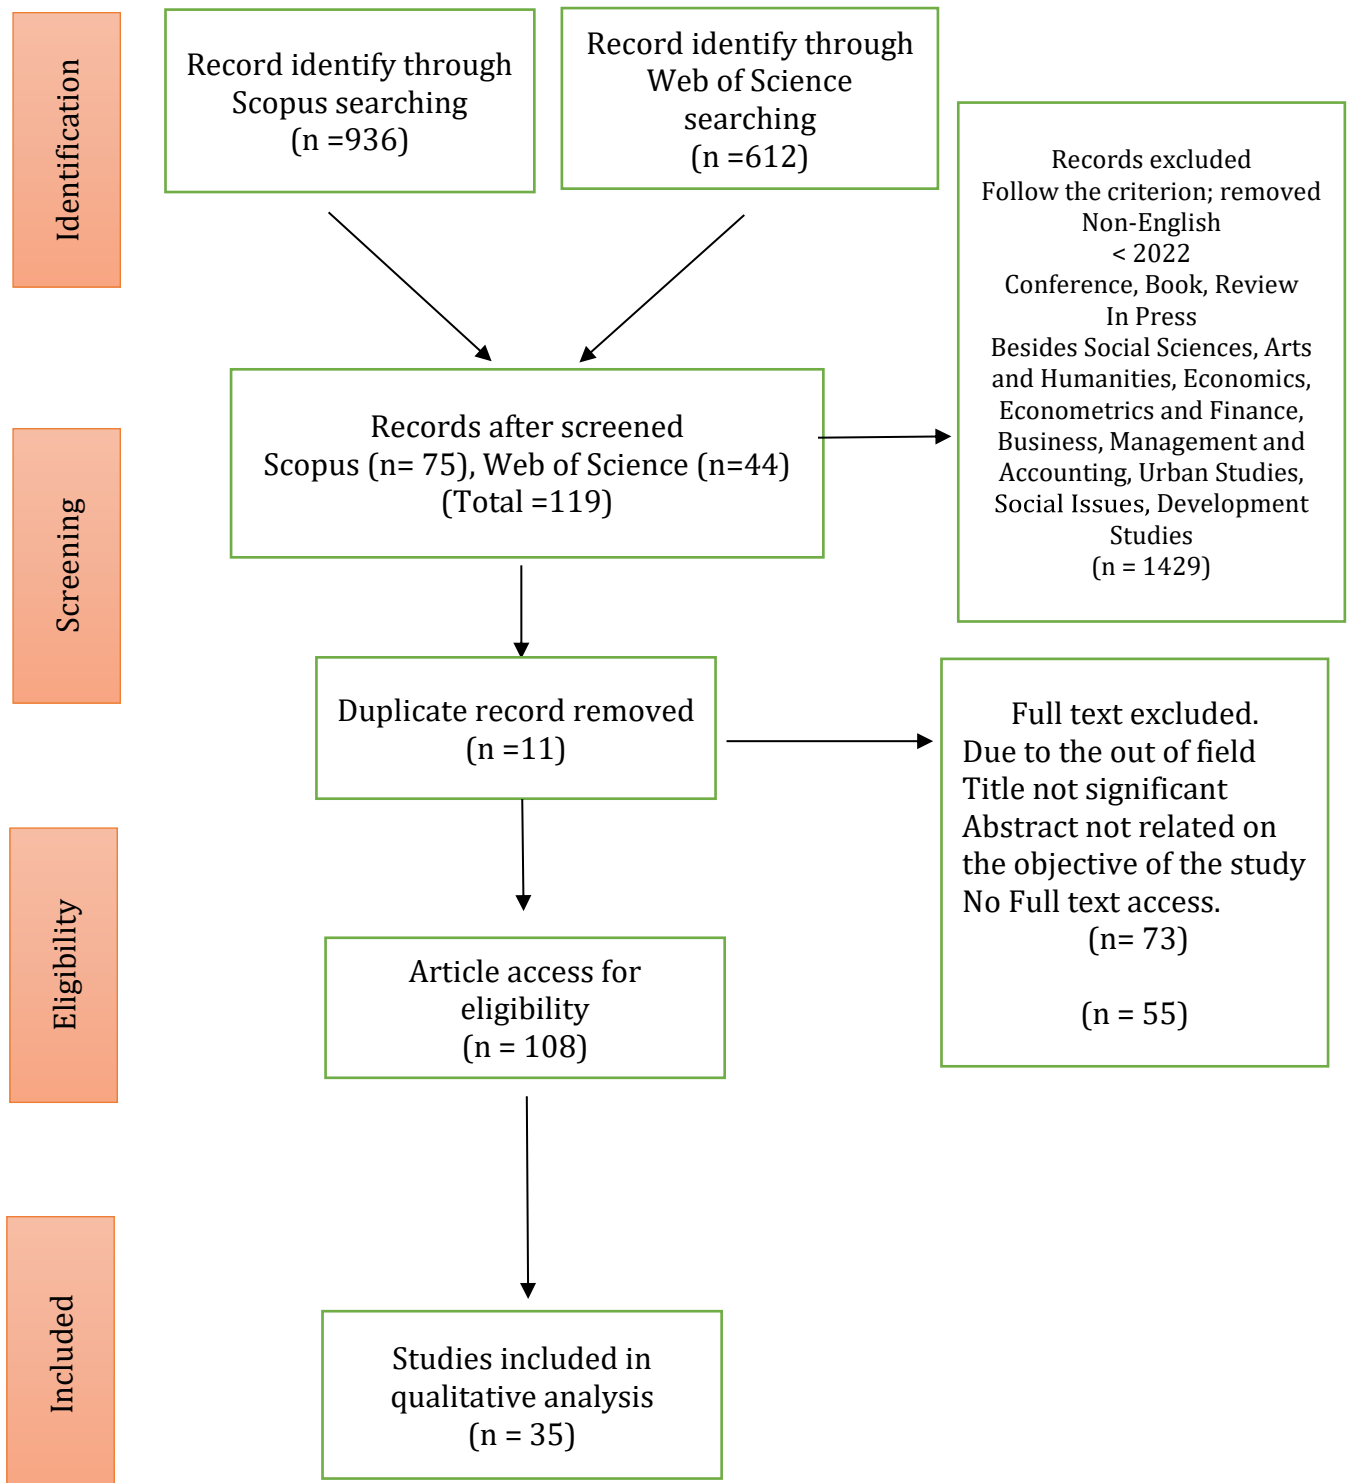 Identification
Record identify through
Scopus searching
(n =936)
Record identify through
Web of Science
searching
(n =612)
Records excluded
Follow the criterion; removed
Non-English
< 2022
Conference, Book, Review
In Press
Besides Social Sciences, Arts
and Humanities, Economics,
Econometrics and Finance,
Business, Management and
Accounting, Urban Studies,
Social Issues, Development
Studies
(n = 1429)
Screening
Records after screened
Scopus (n= 75), Web of Science (n=44)
(Total =119)
Duplicate record removed
(n =11)
Full text excluded.
Due to the out of field
Title not significant
Abstract not related on
the objective of the study
No Full text access.
(n= 73)
(n = 55)
Eligibility
Article access for
eligibility
(n = 108)
Included
Studies included in
qualitative analysis
(n = 35)